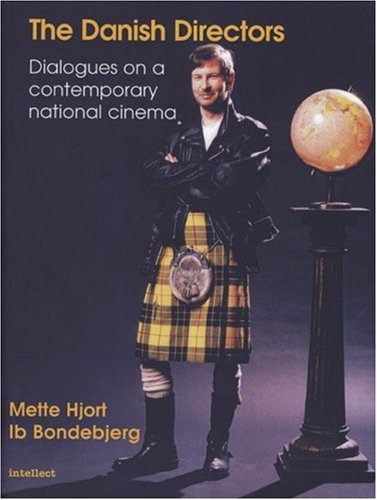 The Danish Directors
Dialogues on a
contemporary
national cinema
Mette Hjort
Ib Bondebjerg
intellect